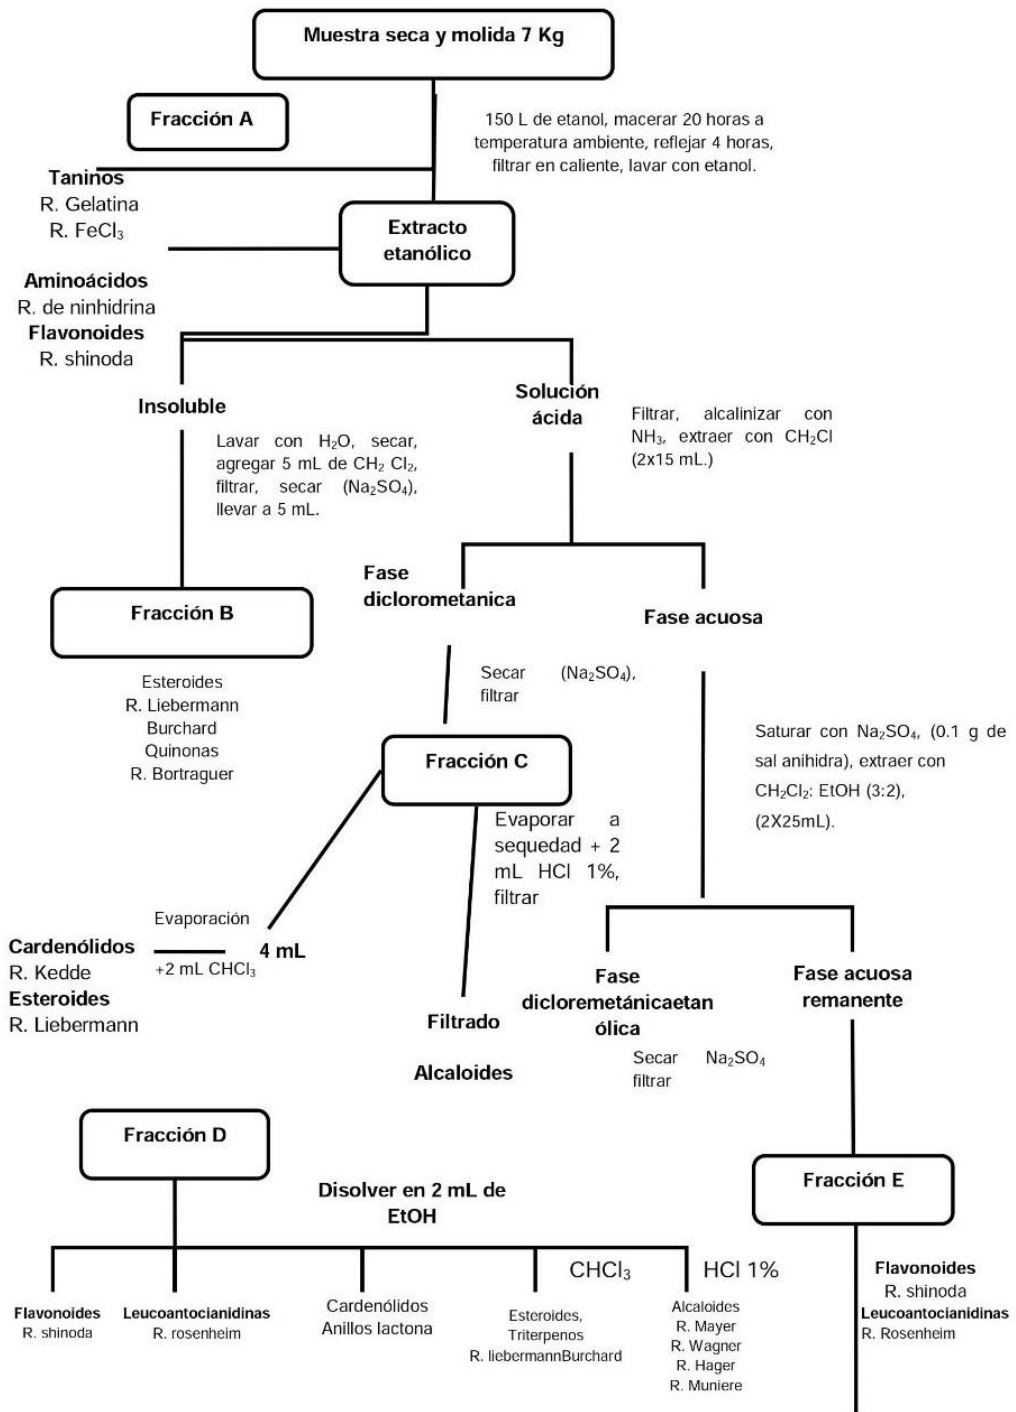 Muestra seca y molida 7 Kg
Fracción A
150 L de etanol, macerar 20 horas a
temperatura ambiente, reflejar 4 horas,
filtrar en caliente, lavar con etanol.
Taninos
R. Gelatina
R. FeCl₃
Extracto
etanólico
Aminoácidos
R. de ninhidrina
Flavonoides
R. shinoda
Insoluble
Lavar con H₂O, secar,
agregar 5 mL de CH₂ Cl₂,
filtrar, secar (Na₂SO₄),
llevar a 5 mL.
Solución
ácida
Filtrar, alcalinizar con
NH₃, extraer con CH₂Cl
(2x15 mL.)
Fase
diclorometanica
Fase acuosa
Fracción B
Esteroides
R. Liebermann
Burchard
Quinonas
R. Bortraguer
Secar (Na₂SO₄),
filtrar
Saturar con Na₂SO₄, (0.1 g de
sal anihidra), extraer con
CH₂Cl₂: EtOH (3:2),
(2X25mL).
Fracción C
Evaporar a
sequedad + 2
mL HCl 1%,
filtrar
Cardenólidos
R. Kedde
Esteroides
R. Liebermann
Evaporación
+2 mL CHCl₃
4 mL
Filtrado
Alcaloides
Fase
dicloremetánicaetan
ólica
Secar Na₂SO₄
filtrar
Fase acuosa
remanente
Fracción D
Disolver en 2 mL de
EtOH
Fracción E
CHCl₃
HCl 1%
Flavonoides
R. shinoda
Leucoantocianidinas
R. rosenheim
Cardenólidos
Anillos lactona
Esteroides,
Triterpenos
R. liebermannBurchard
Alcaloides
R. Mayer
R. Wagner
R. Hager
R. Muniere
Flavonoides
R. shinoda
Leucoantocianidinas
R. Rosenheim